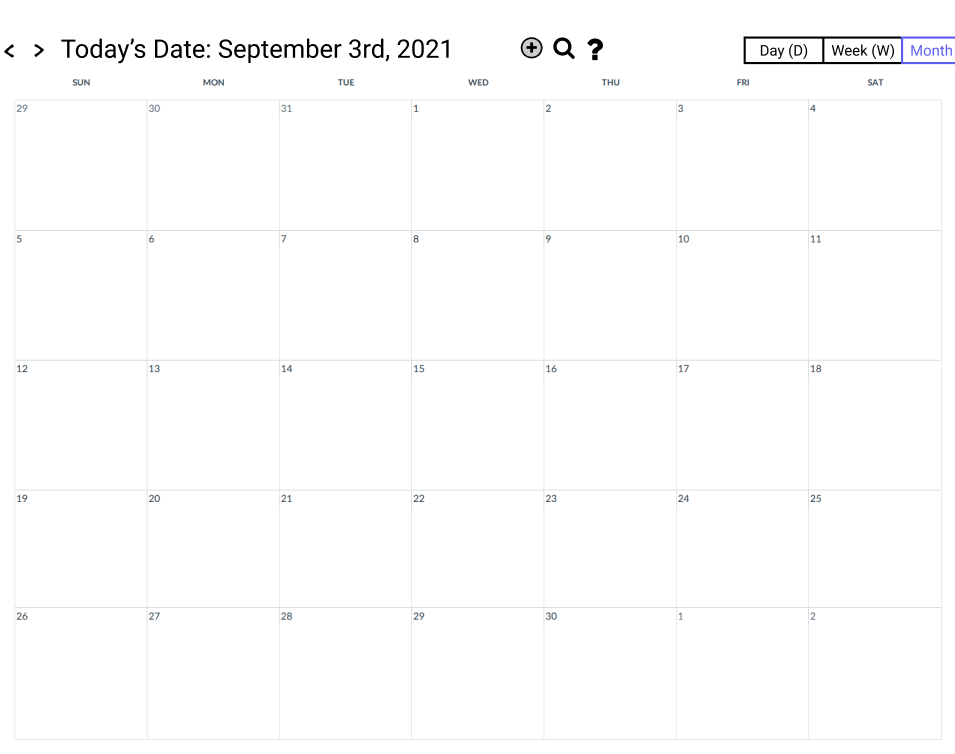 < > Today’s Date: September 3rd, 2021 + ? Day (D) Week (W) Month
SUN MON TUE WED THU FRI SAT
29 30 31 1 2 3 4
5 6 7 8 9 10 11
12 13 14 15 16 17 18
19 20 21 22 23 24 25
26 27 28 29 30 1 2